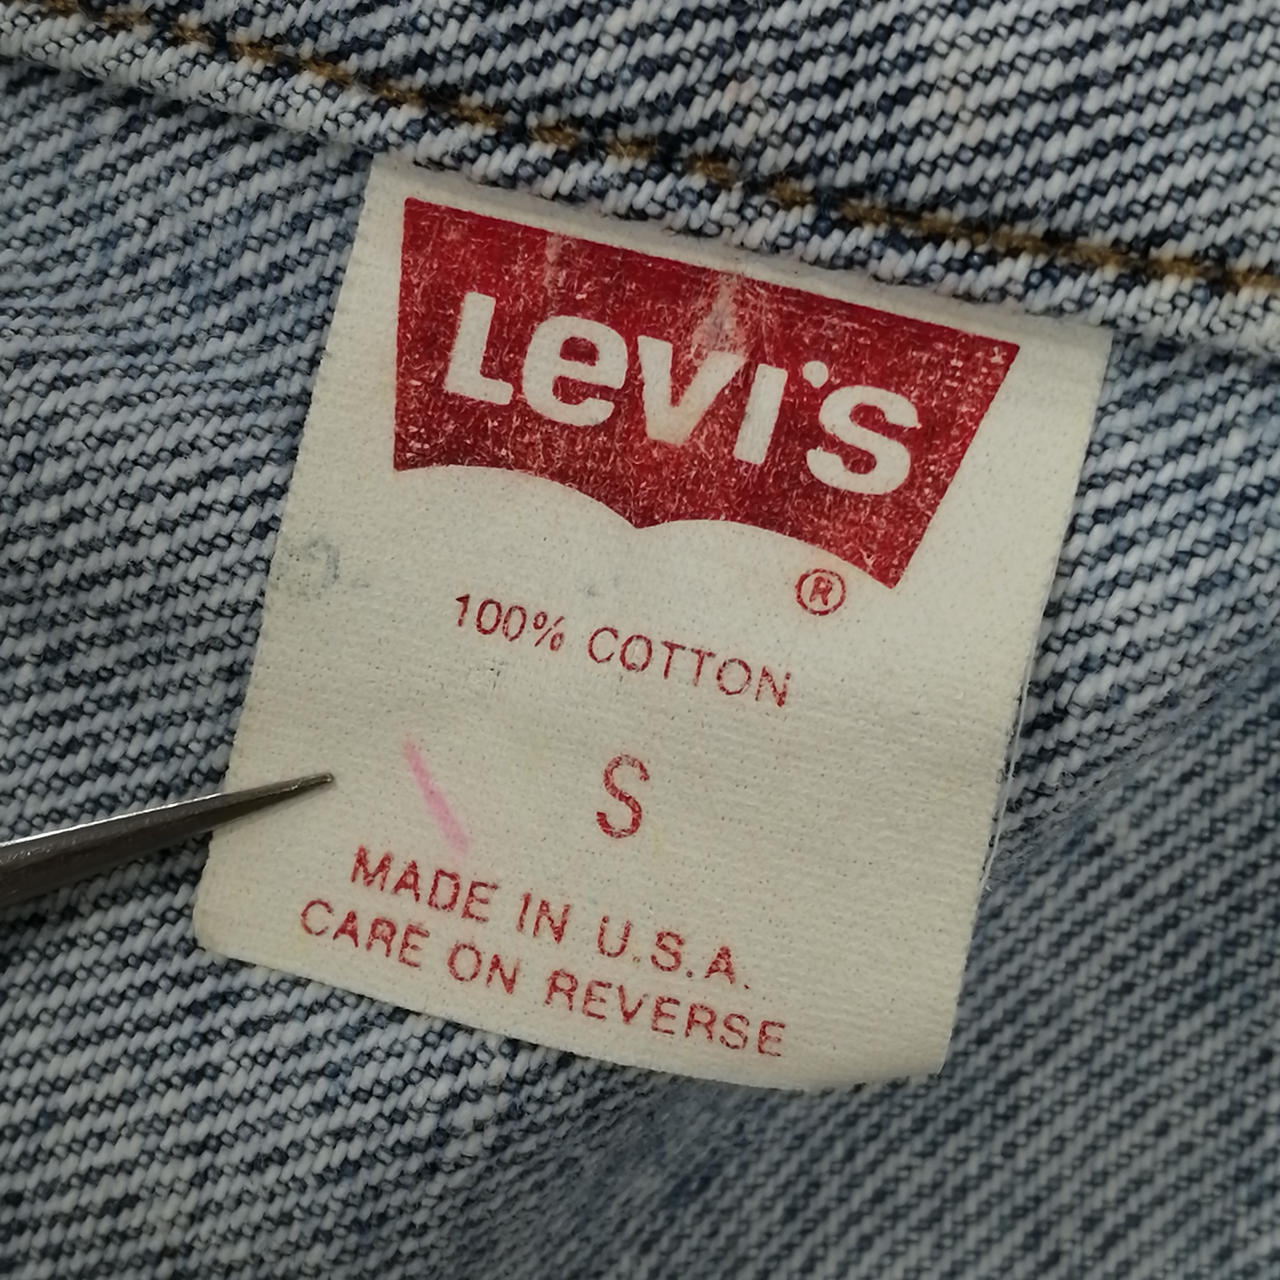 Levi's
®
100% COTTON
S
MADE IN U.S.A.
CARE ON REVERSE